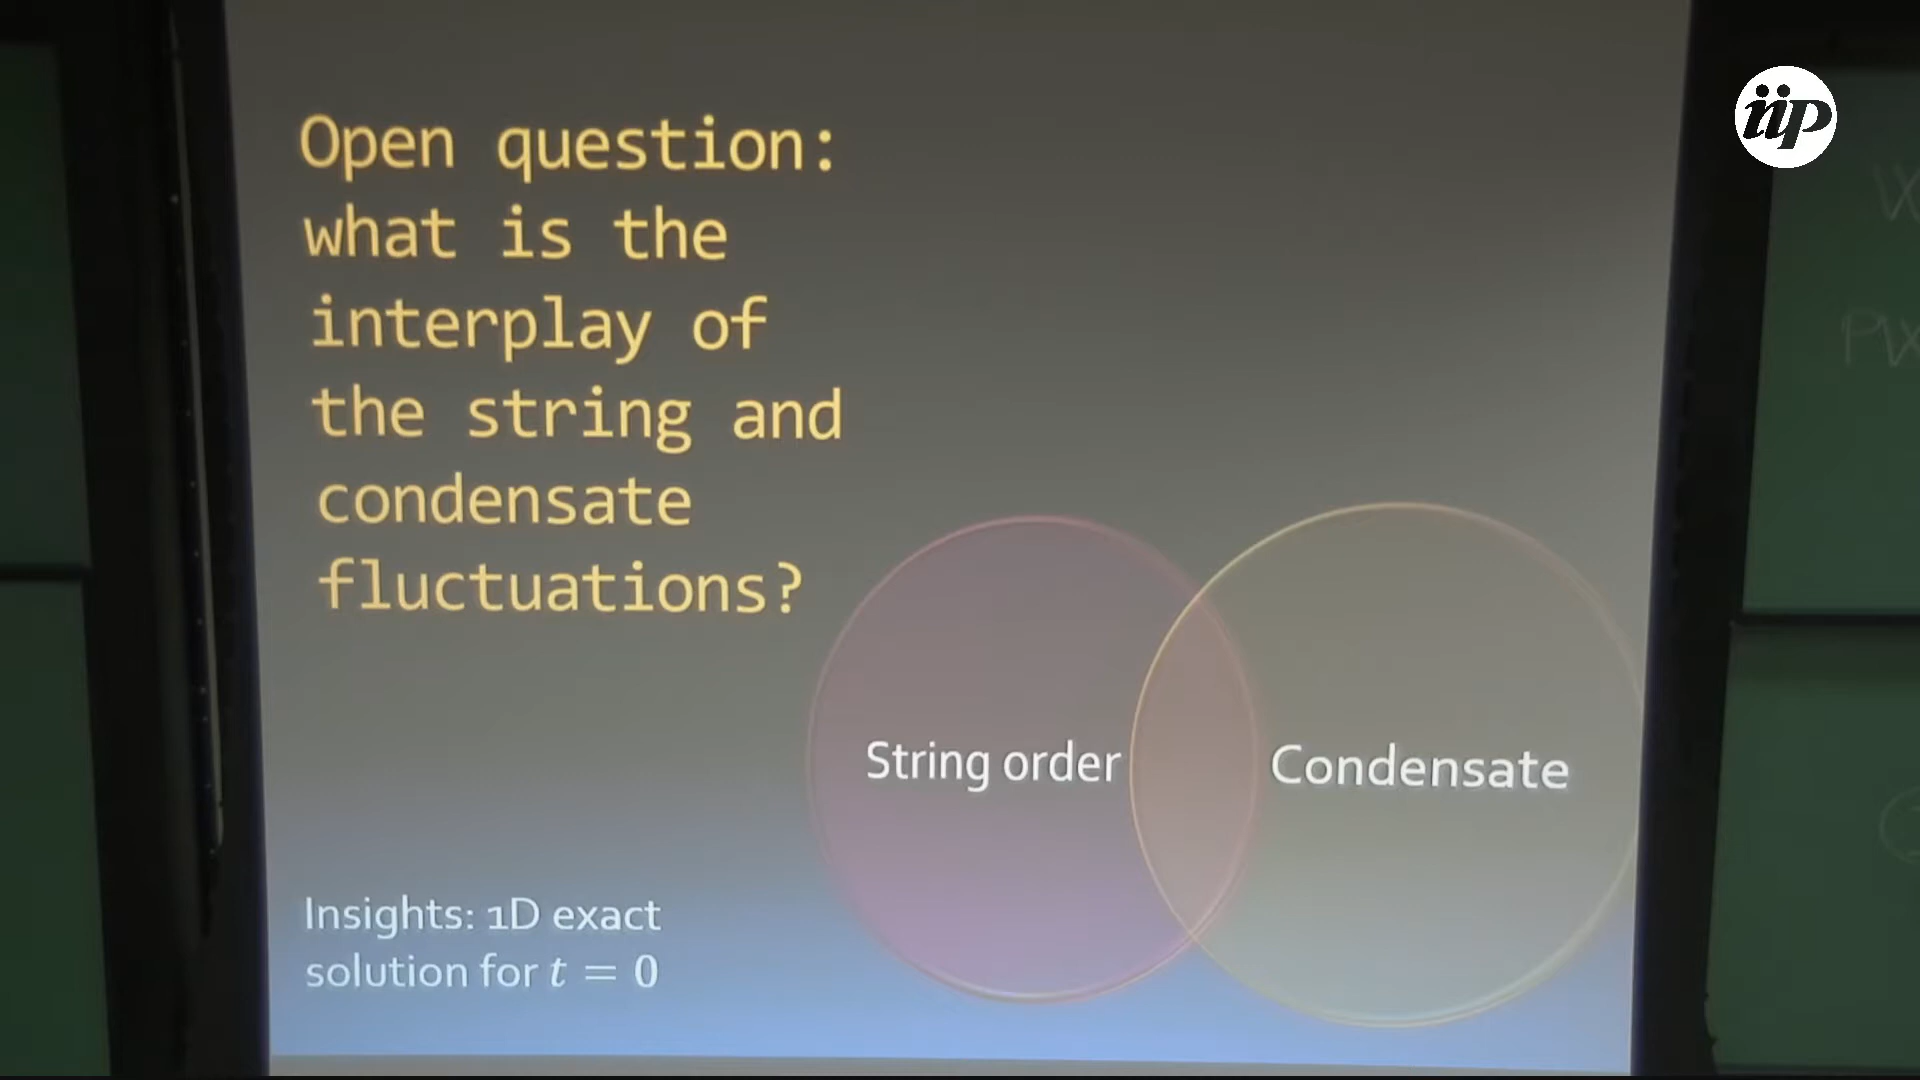 iip
Open question:
what is the
interplay of
the string and
condensate
fluctuations?
String order
Condensate
Insights: 1D exact
solution for t = 0